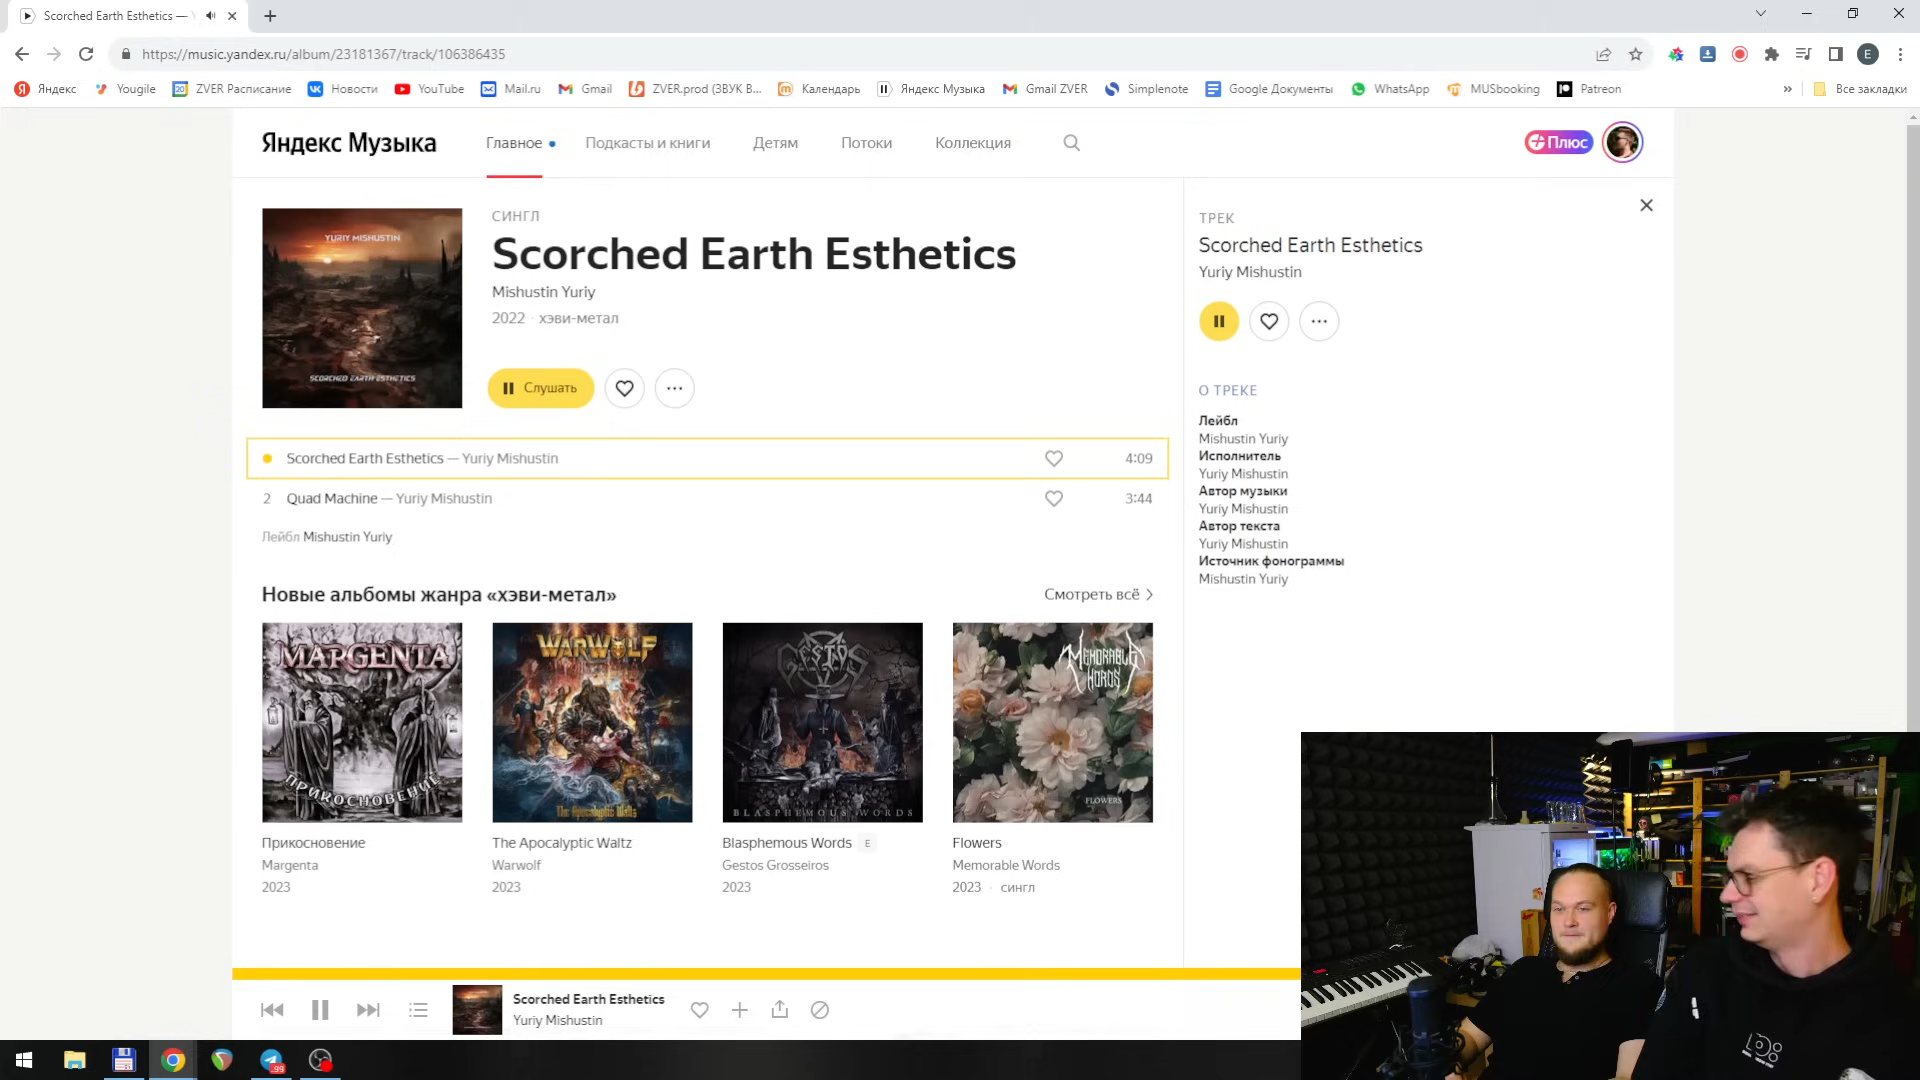 Scorched Earth Esthetics —
https://music.yandex.ru/album/23181367/track/106386435
E
Яндекс
Yougile
ZVER Расписание
Новости
YouTube
Mail.ru
Gmail
ZVER.prod (ЗВУК В...
Календарь
Яндекс Музыка
Gmail ZVER
Simplenote
Google Документы
WhatsApp
MUSbooking
Patreon
»
Все закладки
Яндекс Музыка
Главное
Подкасты и книги
Детям
Потоки
Коллекция
Плюс
YURIY MISHUSTIN
SCORCHED EARTH ESTHETICS
СИНГЛ
Scorched Earth Esthetics
Mishustin Yuriy
2022 · хэви-метал
Слушать
Scorched Earth Esthetics — Yuriy Mishustin
4:09
2 Quad Machine — Yuriy Mishustin
3:44
Лейбл Mishustin Yuriy
Новые альбомы жанра «хэви-метал»
Смотреть всё
MARGENTA
ПРИКОСНОВЕНИЕ
WARWOLF
The Apocalyptic Waltz
GESTOS
BLASPHEMOUS WORDS
MEMORABLE
WORDS
FLOWERS
Прикосновение
Margenta
2023
The Apocalyptic Waltz
Warwolf
2023
Blasphemous Words E
Gestos Grosseiros
2023
Flowers
Memorable Words
2023 · сингл
ТРЕК
Scorched Earth Esthetics
Yuriy Mishustin
О ТРЕКЕ
Лейбл
Mishustin Yuriy
Исполнитель
Yuriy Mishustin
Автор музыки
Yuriy Mishustin
Автор текста
Yuriy Mishustin
Источник фонограммы
Mishustin Yuriy
Scorched Earth Esthetics
Yuriy Mishustin
99